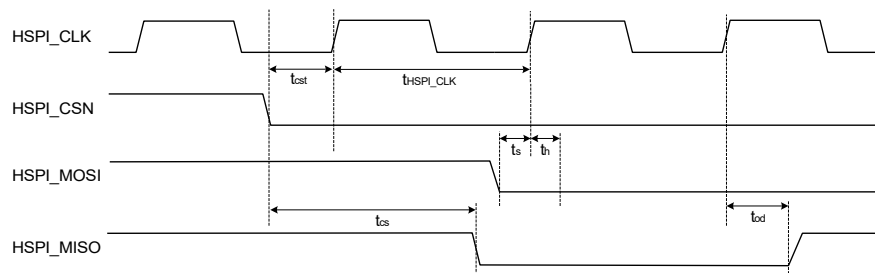 HSPI_CLK
tcst
tHSPI_CLK
HSPI_CSN
ts
th
HSPI_MOSI
tcs
tod
HSPI_MISO